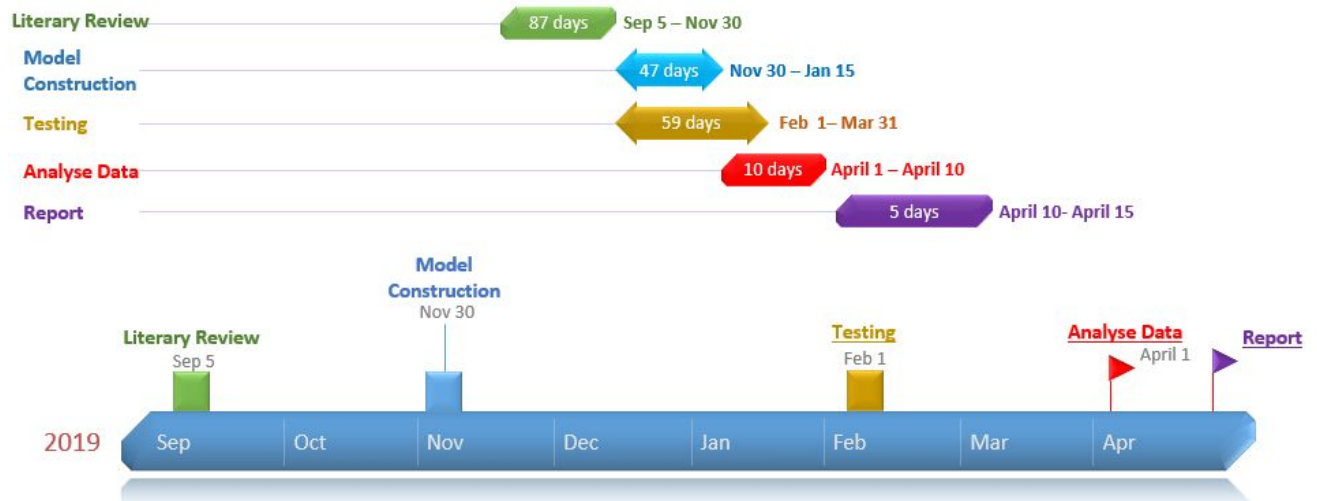 Literary Review
87 days
Sep 5 – Nov 30
Model
Construction
47 days
Nov 30 – Jan 15
Testing
59 days
Feb 1– Mar 31
Analyse Data
10 days
April 1 – April 10
Report
5 days
April 10- April 15
Model
Construction
Nov 30
Literary Review
Sep 5
Testing
Feb 1
Analyse Data
April 1
Report
2019
Sep
Oct
Nov
Dec
Jan
Feb
Mar
Apr